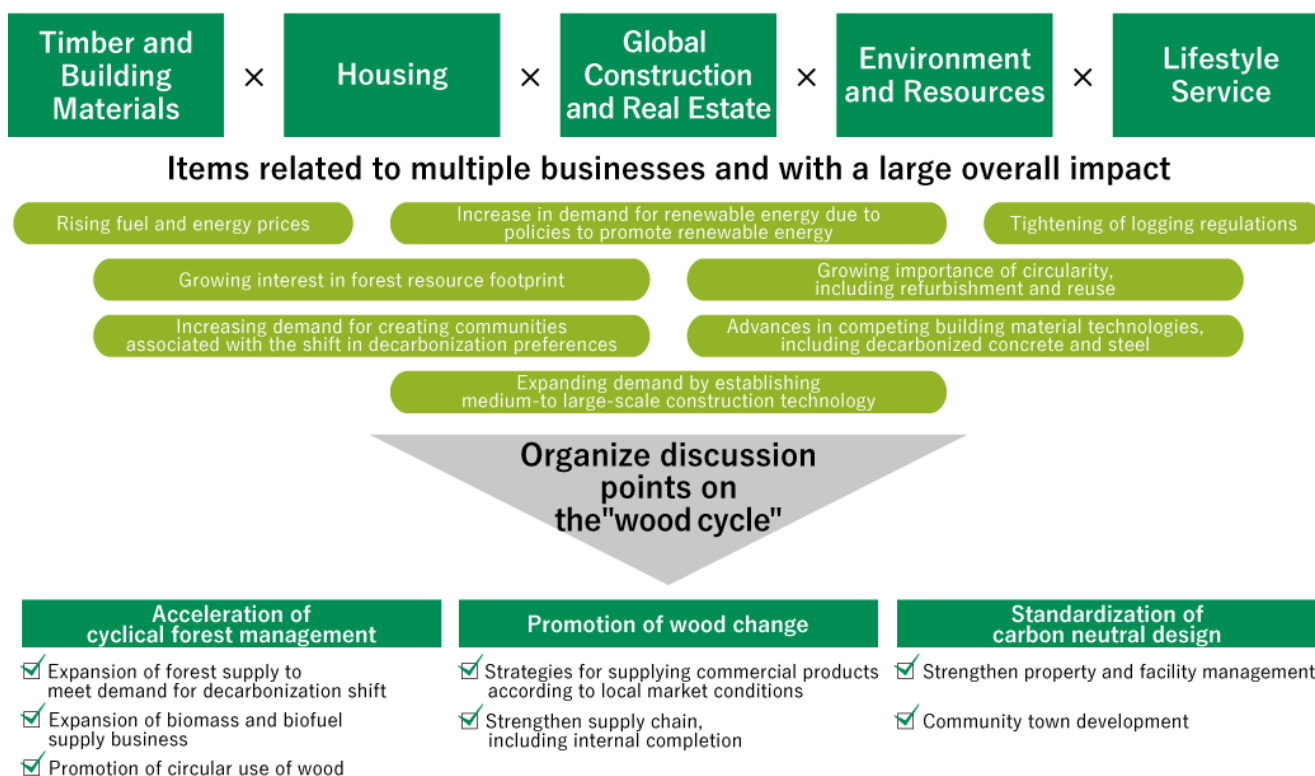 Timber and
Building
Materials
×
Housing
×
Global
Construction
and Real Estate
×
Environment
and Resources
×
Lifestyle
Service
Items related to multiple businesses and with a large overall impact
Rising fuel and energy prices
Increase in demand for renewable energy due to
policies to promote renewable energy
Tightening of logging regulations
Growing interest in forest resource footprint
Growing importance of circularity,
including refurbishment and reuse
Increasing demand for creating communities
associated with the shift in decarbonization preferences
Advances in competing building material technologies,
including decarbonized concrete and steel
Expanding demand by establishing
medium-to large-scale construction technology
Organize discussion
points on
the"wood cycle"
Acceleration of
cyclical forest management
Expansion of forest supply to
meet demand for decarbonization shift
Expansion of biomass and biofuel
supply business
Promotion of circular use of wood
Promotion of wood change
Strategies for supplying commercial products
according to local market conditions
Strengthen supply chain,
including internal completion
Standardization of
carbon neutral design
Strengthen property and facility management
Community town development